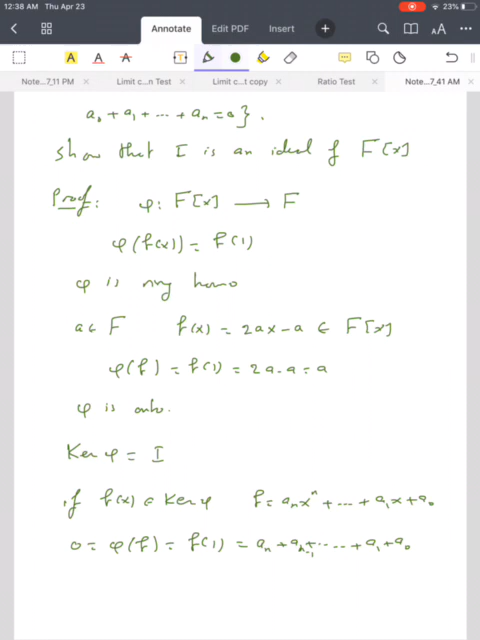 12:38 AM Thu Apr 23
23%
Annotate Edit PDF Insert
AA
A A A T
Note...7_11 PM × Limit c...n Test × Limit c...t copy × Ratio Test × Note...7_41 AM ×
a₀ + a₁ + ... + aₙ = 0}.
Show that I is an ideal of F[x]
Proof: φ: F[x] ⟶ F
φ(f(x)) = f(1)
φ is ring homo
a ∈ F f(x) = 2ax - a ∈ F[x]
φ(f) = f(1) = 2a - a = a
φ is onto.
Ker φ = I
if f(x) ∈ Ker φ f = aₙxⁿ + ... + a₁x + a₀
0 = φ(f) = f(1) = aₙ + aₙ₋₁ + ... + a₁ + a₀